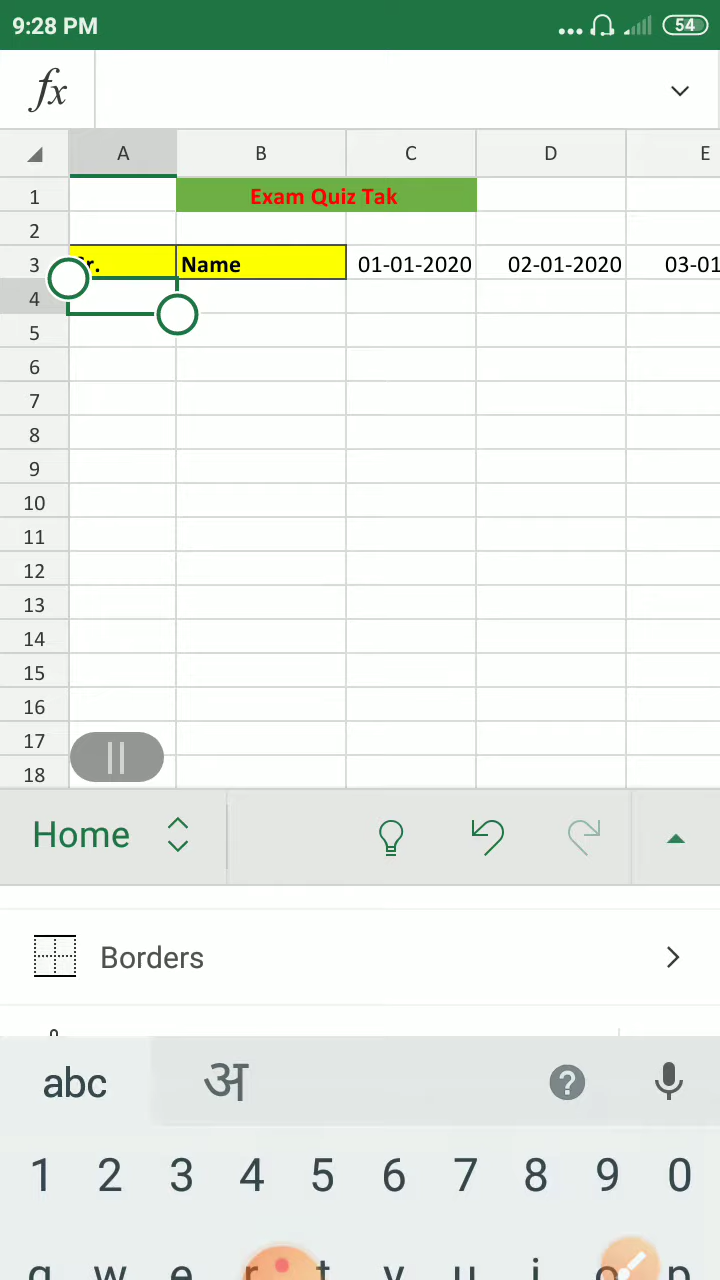 9:28 PM 54
fx
A B C D E
1 Exam Quiz Tak
2
3 r. Name 01-01-2020 02-01-2020 03-01
4
5
6
7
8
9
10
11
12
13
14
15
16
17
18
Home
Borders
abc अ ?
1 2 3 4 5 6 7 8 9 0
q w e r t y u i o p